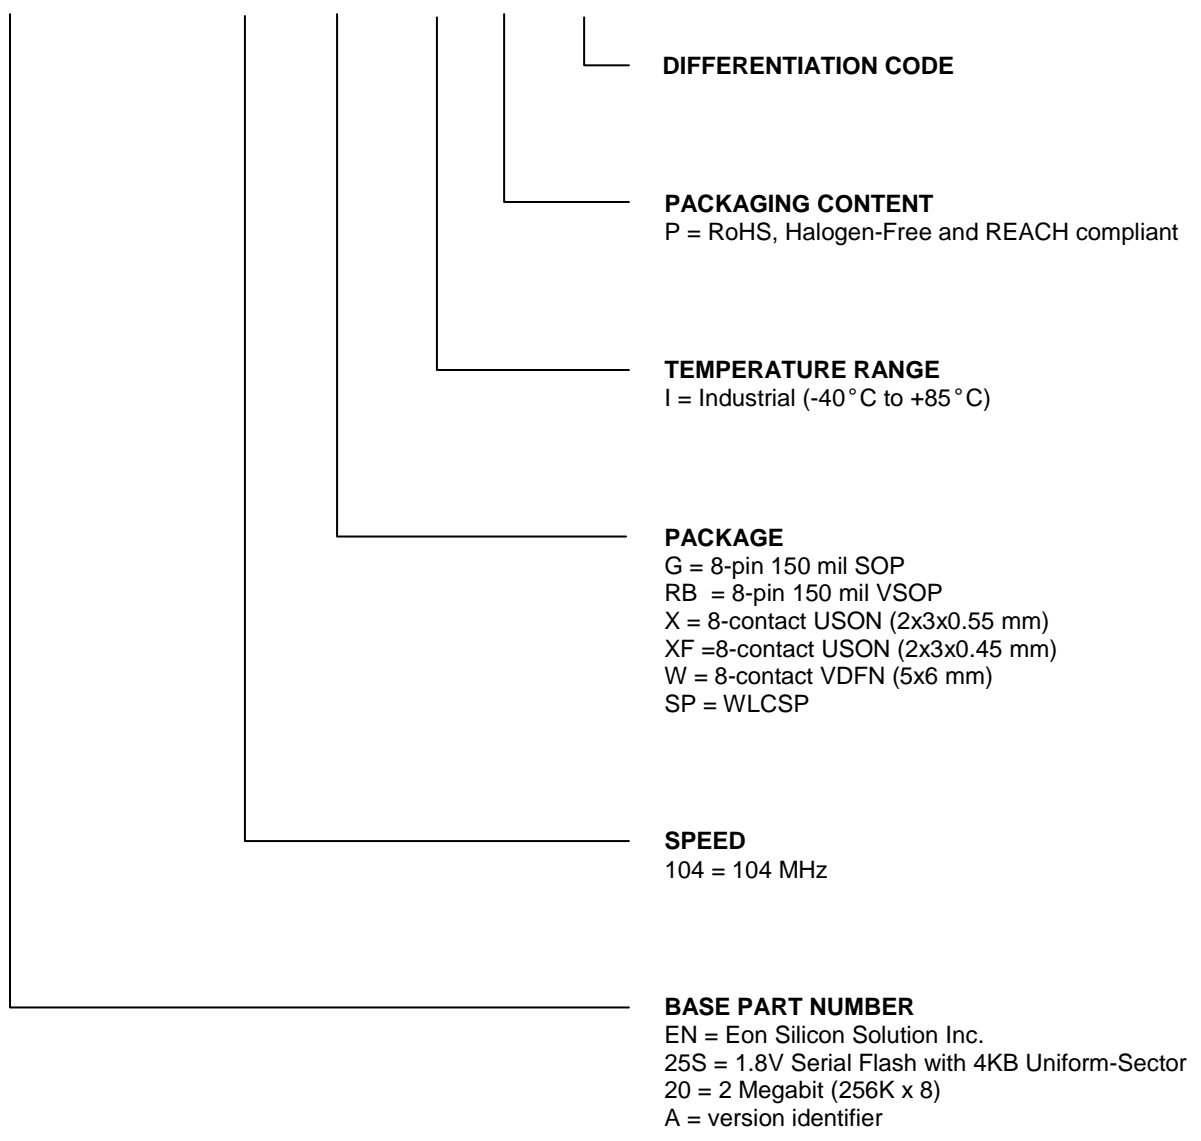 DIFFERENTIATION CODE
PACKAGING CONTENT
P = RoHS, Halogen-Free and REACH compliant
TEMPERATURE RANGE
I = Industrial (-40°C to +85°C)
PACKAGE
G = 8-pin 150 mil SOP
RB = 8-pin 150 mil VSOP
X = 8-contact USON (2x3x0.55 mm)
XF =8-contact USON (2x3x0.45 mm)
W = 8-contact VDFN (5x6 mm)
SP = WLCSP
SPEED
104 = 104 MHz
BASE PART NUMBER
EN = Eon Silicon Solution Inc.
25S = 1.8V Serial Flash with 4KB Uniform-Sector
20 = 2 Megabit (256K x 8)
A = version identifier